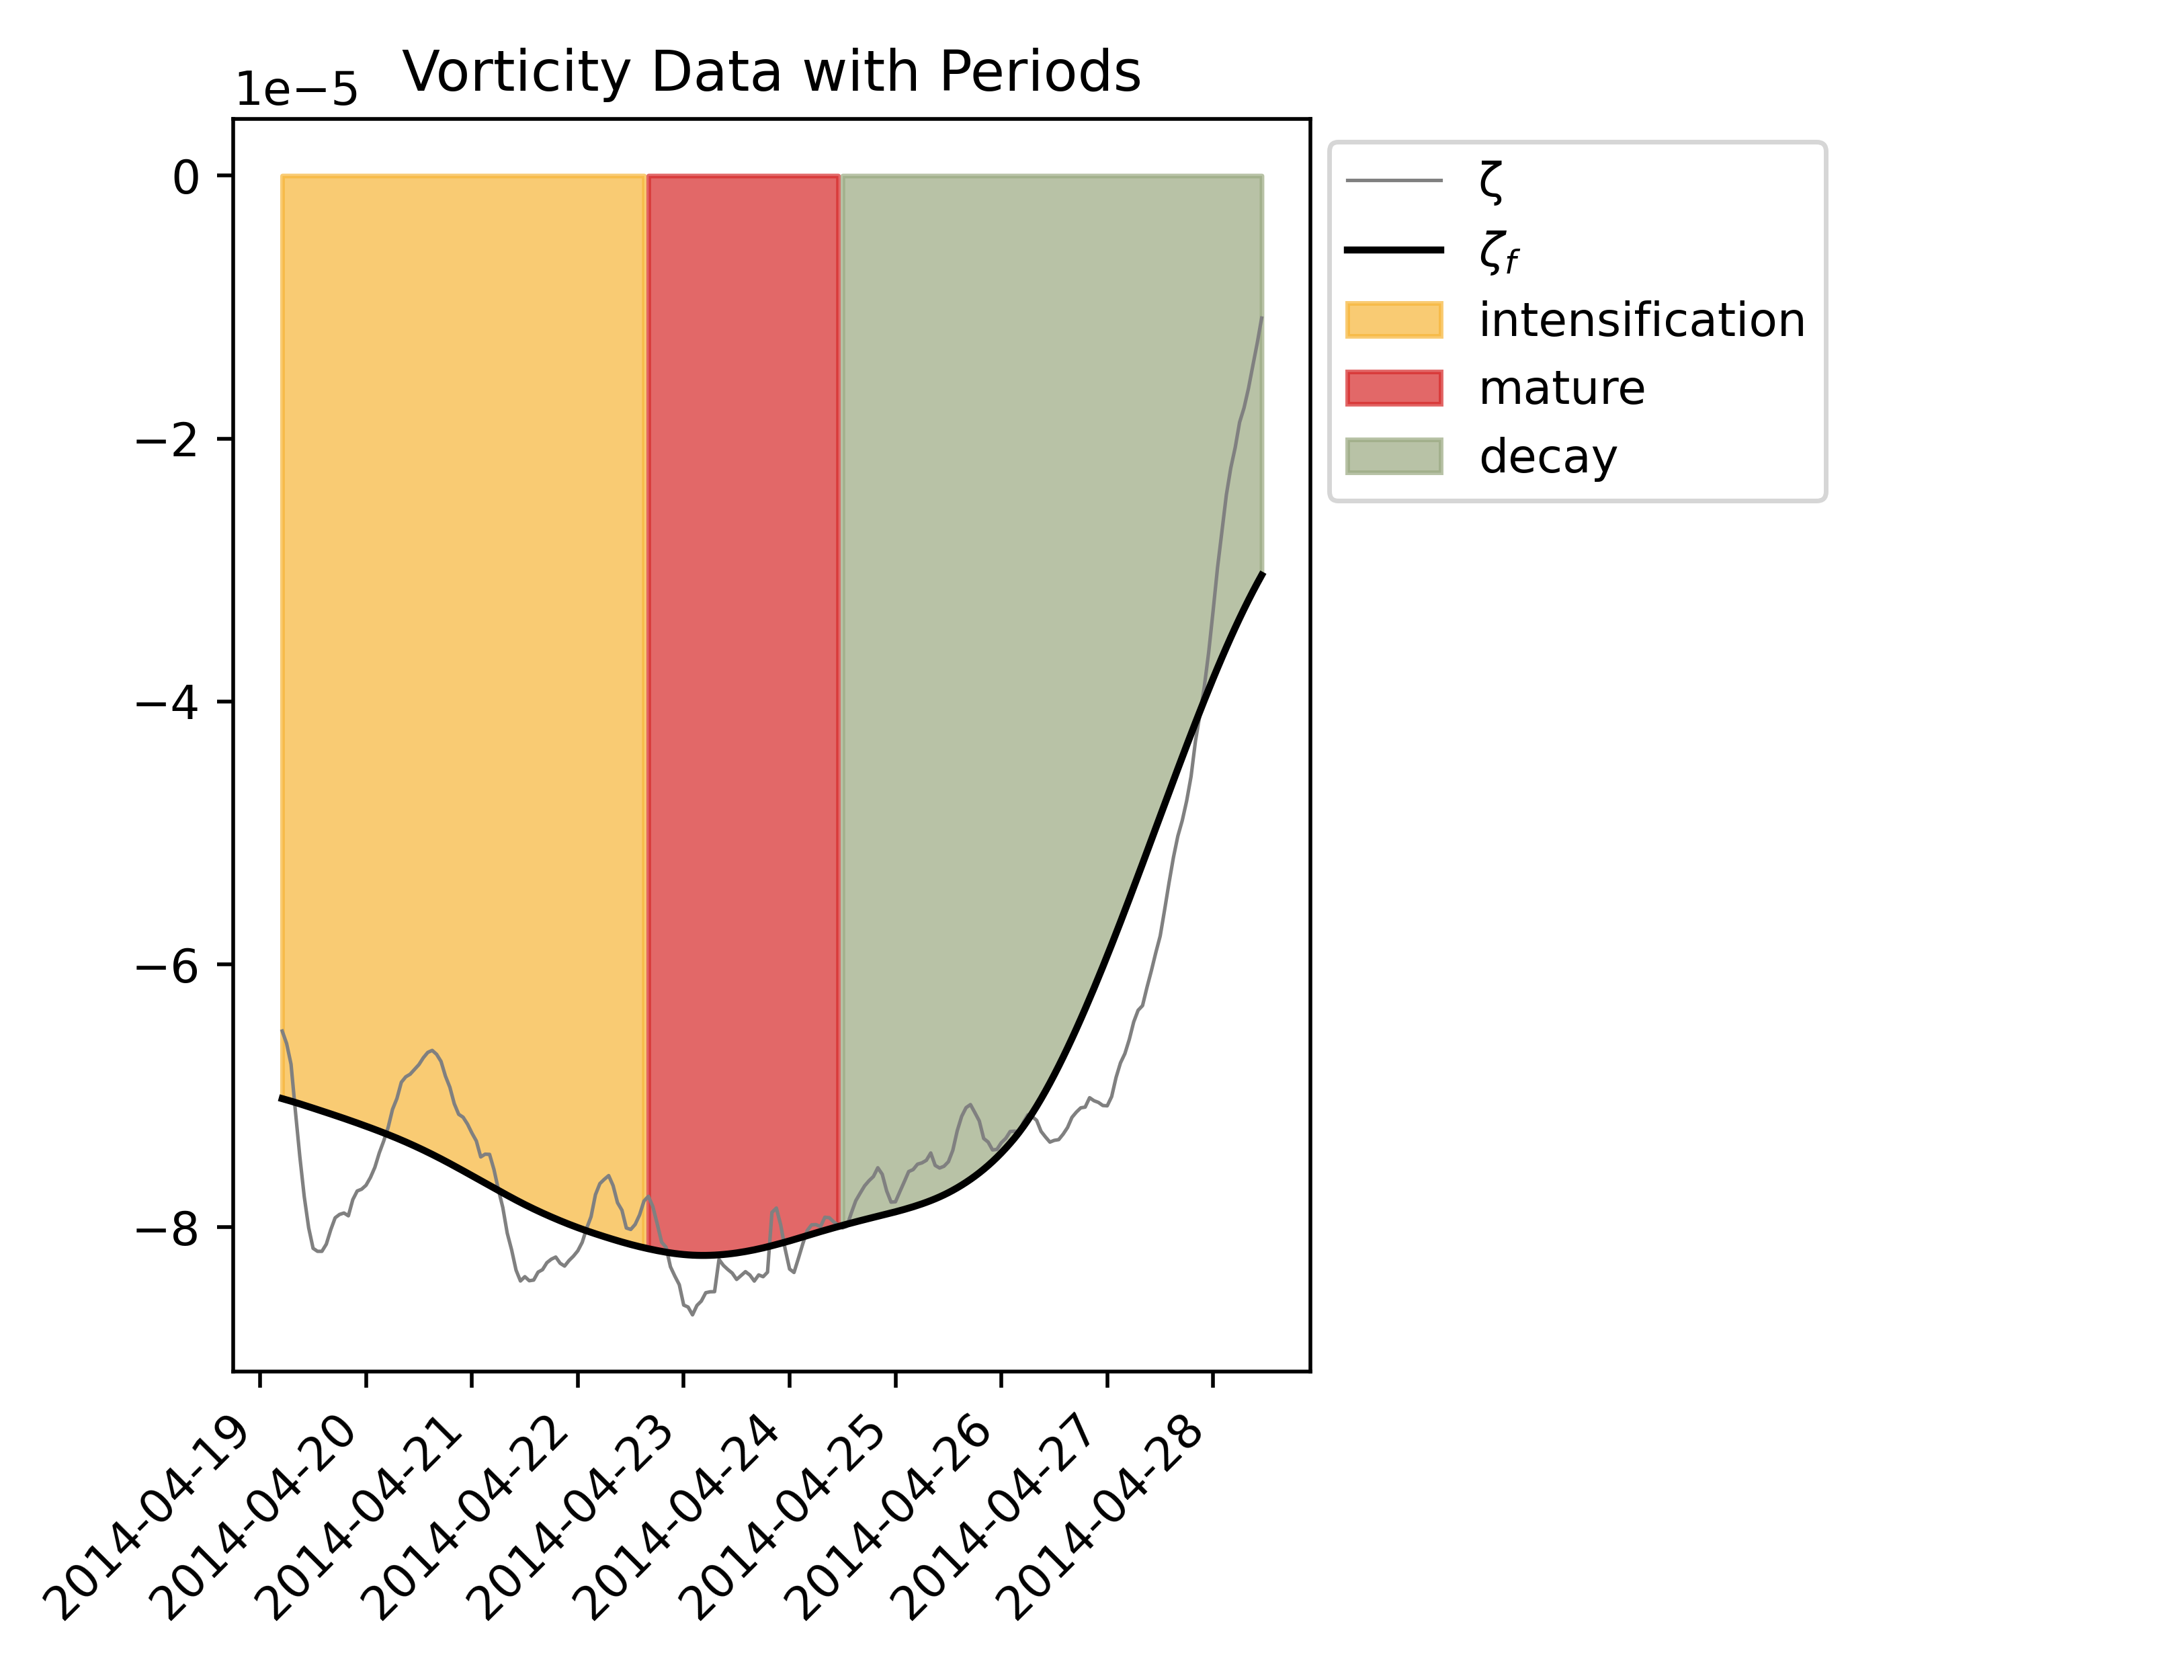 Vorticity Data with Periods
1e−5
0
−2
−4
−6
−8
2014-04-19
2014-04-20
2014-04-21
2014-04-22
2014-04-23
2014-04-24
2014-04-25
2014-04-26
2014-04-27
2014-04-28
ζ
ζf
intensification
mature
decay